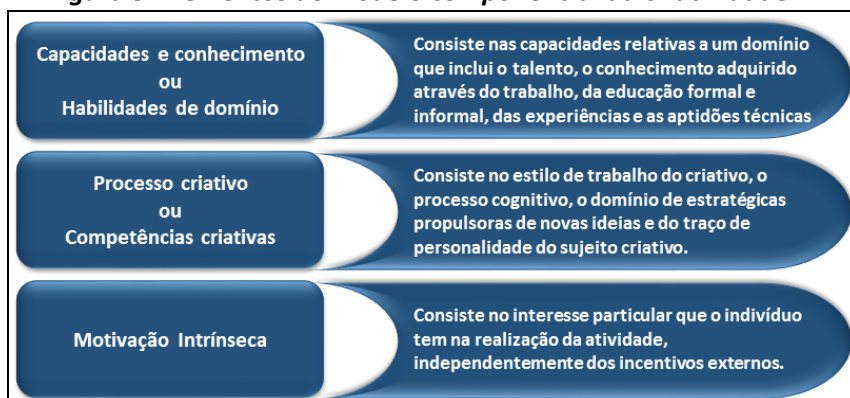 Capacidades e conhecimento
ou
Habilidades de domínio
Consiste nas capacidades relativas a um domínio
que inclui o talento, o conhecimento adquirido
através do trabalho, da educação formal e
informal, das experiências e as aptidões técnicas
Processo criativo
ou
Competências criativas
Consiste no estilo de trabalho do criativo, o
processo cognitivo, o domínio de estratégicas
propulsoras de novas ideias e do traço de
personalidade do sujeito criativo.
Motivação Intrínseca
Consiste no interesse particular que o indivíduo
tem na realização da atividade,
independentemente dos incentivos externos.